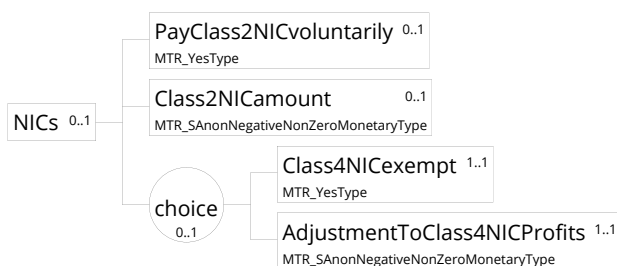 PayClass2NICvoluntarily 0..1
MTR_YesType
Class2NICamount 0..1
MTR_SAnonNegativeNonZeroMonetaryType
NICs 0..1
Class4NICexempt 1..1
MTR_YesType
choice
0..1
AdjustmentToClass4NICProfits 1..1
MTR_SAnonNegativeNonZeroMonetaryType